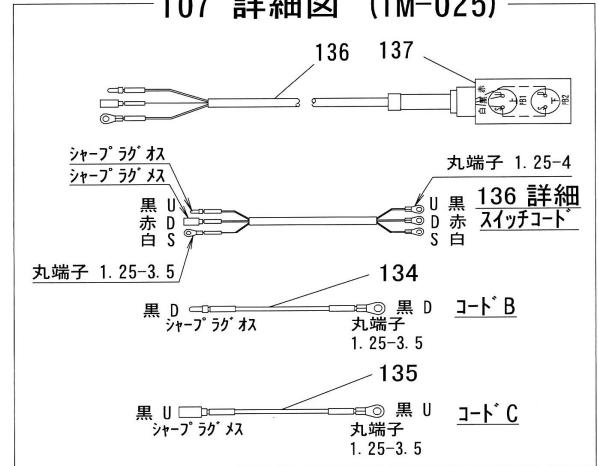 107 詳細図 (TM-025)
136 137
赤
黒
白
上
PB1
下
PB2
シャープラグオス
シャープラグメス
丸端子 1.25-4
黒 U
赤 D
白 S
U 黒
D 赤
S 白
136 詳細
スイッチコード
丸端子 1.25-3.5
134
黒 D
シャープラグオス
丸端子
1.25-3.5
黒 D
コードB
135
黒 U
シャープラグメス
丸端子
1.25-3.5
黒 U
コードC